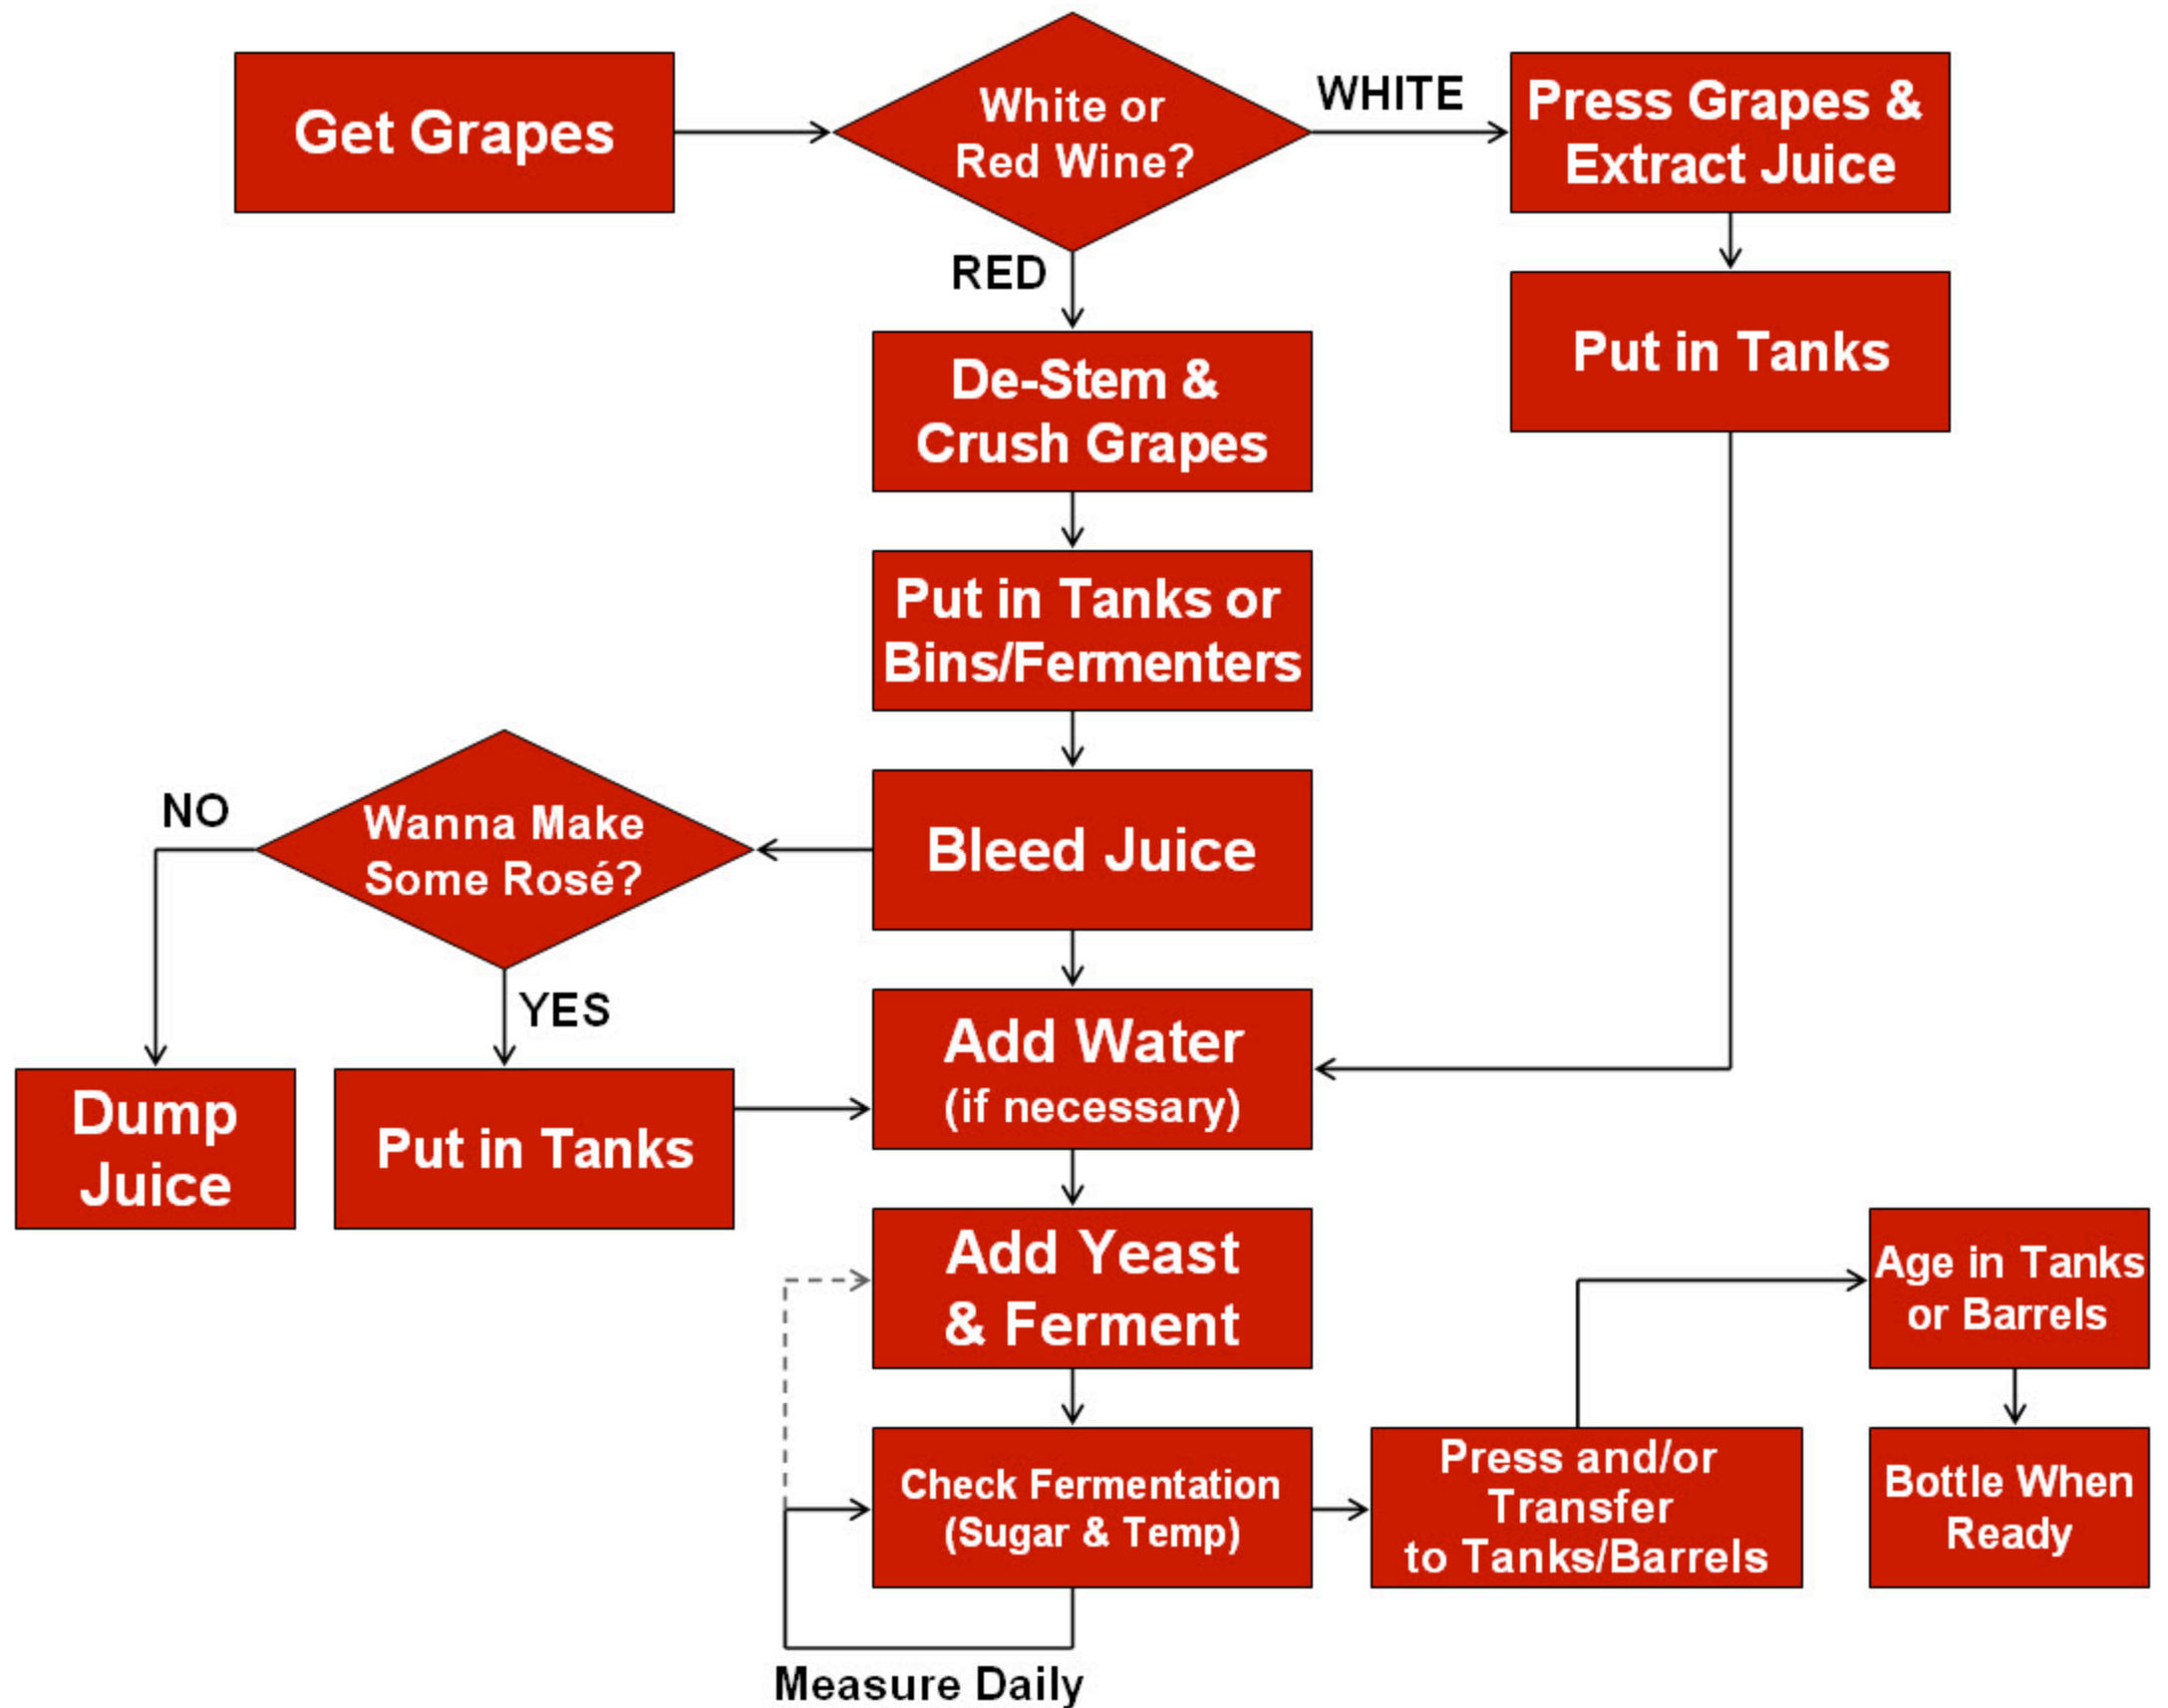 Get Grapes
White or
Red Wine?
WHITE
Press Grapes &
Extract Juice
RED
Put in Tanks
De-Stem &
Crush Grapes
Put in Tanks or
Bins/Fermenters
NO
Wanna Make
Some Rosé?
Bleed Juice
YES
Add Water
(if necessary)
Dump
Juice
Put in Tanks
Add Yeast
& Ferment
Age in Tanks
or Barrels
Check Fermentation
(Sugar & Temp)
Press and/or
Transfer
to Tanks/Barrels
Bottle When
Ready
Measure Daily